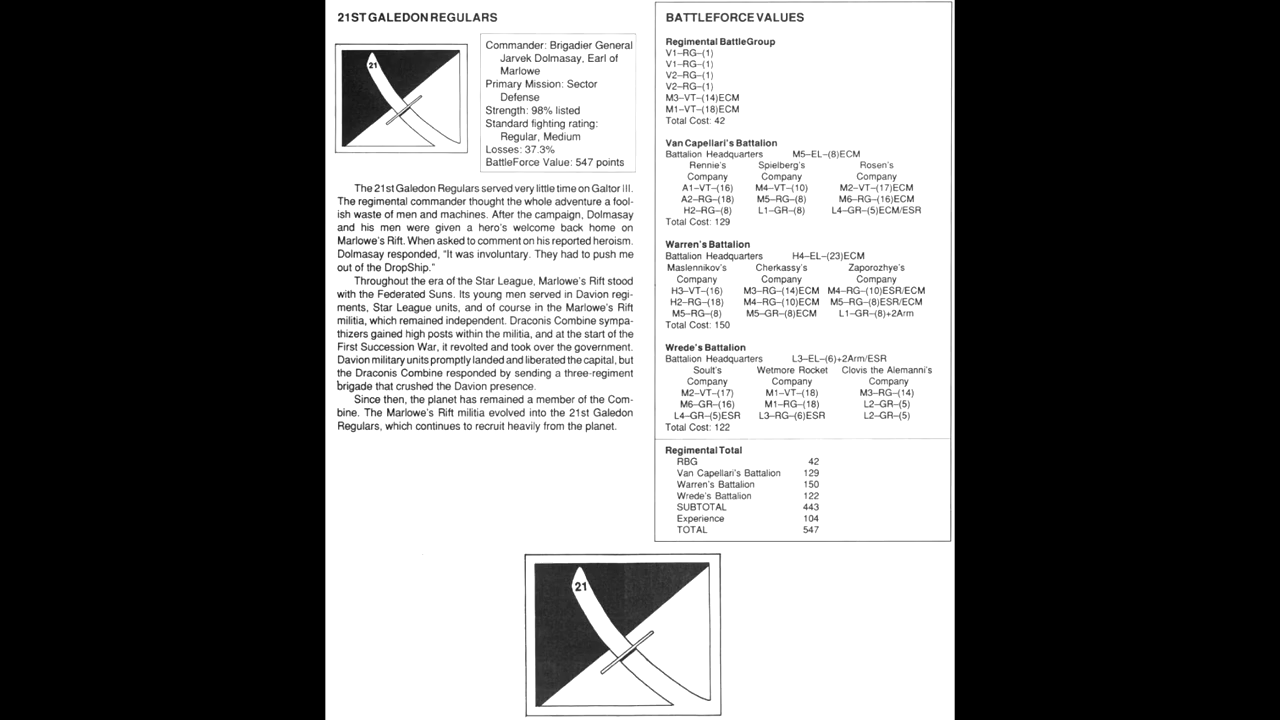 21ST GALEDON REGULARS
21
Commander: Brigadier General
Jarvek Dolmasay, Earl of
Marlowe
Primary Mission: Sector
Defense
Strength: 98% listed
Standard fighting rating:
Regular, Medium
Losses: 37.3%
BattleForce Value: 547 points
The 21st Galedon Regulars served very little time on Galtor III.
The regimental commander thought the whole adventure a fool-
ish waste of men and machines. After the campaign, Dolmasay
and his men were given a hero's welcome back home on
Marlowe's Rift. When asked to comment on his reported heroism.
Dolmasay responded, "It was involuntary. They had to push me
out of the DropShip."
Throughout the era of the Star League, Marlowe's Rift stood
with the Federated Suns. Its young men served in Davion regi-
ments, Star League units, and of course in the Marlowe's Rift
militia, which remained independent. Draconis Combine sympa-
thizers gained high posts within the militia, and at the start of the
First Succession War, it revolted and took over the government.
Davion military units promptly landed and liberated the capital, but
the Draconis Combine responded by sending a three-regiment
brigade that crushed the Davion presence.
Since then, the planet has remained a member of the Com-
bine. The Marlowe's Rift militia evolved into the 21st Galedon
Regulars, which continues to recruit heavily from the planet.
BATTLEFORCE VALUES
Regimental BattleGroup
V1–RG–(1)
V1–RG–(1)
V2–RG–(1)
V2–RG–(1)
M3–VT–(14)ECM
M1–VT–(18)ECM
Total Cost: 42
Van Capellari's Battalion
Battalion Headquarters M5–EL–(8)ECM
Rennie's Spielberg's Rosen's
Company Company Company
A1–VT–(16) M4–VT–(10) M2–VT–(17)ECM
A2–RG–(18) M5–RG–(8) M6–RG–(16)ECM
H2–RG–(8) L1–GR–(8) L4–GR–(5)ECM/ESR
Total Cost: 129
Warren's Battalion
Battalion Headquarters H4–EL–(23)ECM
Maslennikov's Cherkassy's Zaporozhye's
Company Company Company
H3–VT–(16) M3–RG–(14)ECM M4–RG–(10)ESR/ECM
H2–RG–(18) M4–RG–(10)ECM M5–RG–(8)ESR/ECM
M5–RG–(8) M5–GR–(8)ECM L1–GR–(8)+2Arm
Total Cost: 150
Wrede's Battalion
Battalion Headquarters L3–EL–(6)+2Arm/ESR
Soult's Wetmore Rocket Clovis the Alemanni's
Company Company Company
M2–VT–(17) M1–VT–(18) M3–RG–(14)
M6–GR–(16) M1–RG–(18) L2–GR–(5)
L4–GR–(5)ESR L3–RG–(6)ESR L2–GR–(5)
Total Cost: 122
Regimental Total
RBG 42
Van Capellari's Battalion 129
Warren's Battalion 150
Wrede's Battalion 122
SUBTOTAL 443
Experience 104
TOTAL 547
21